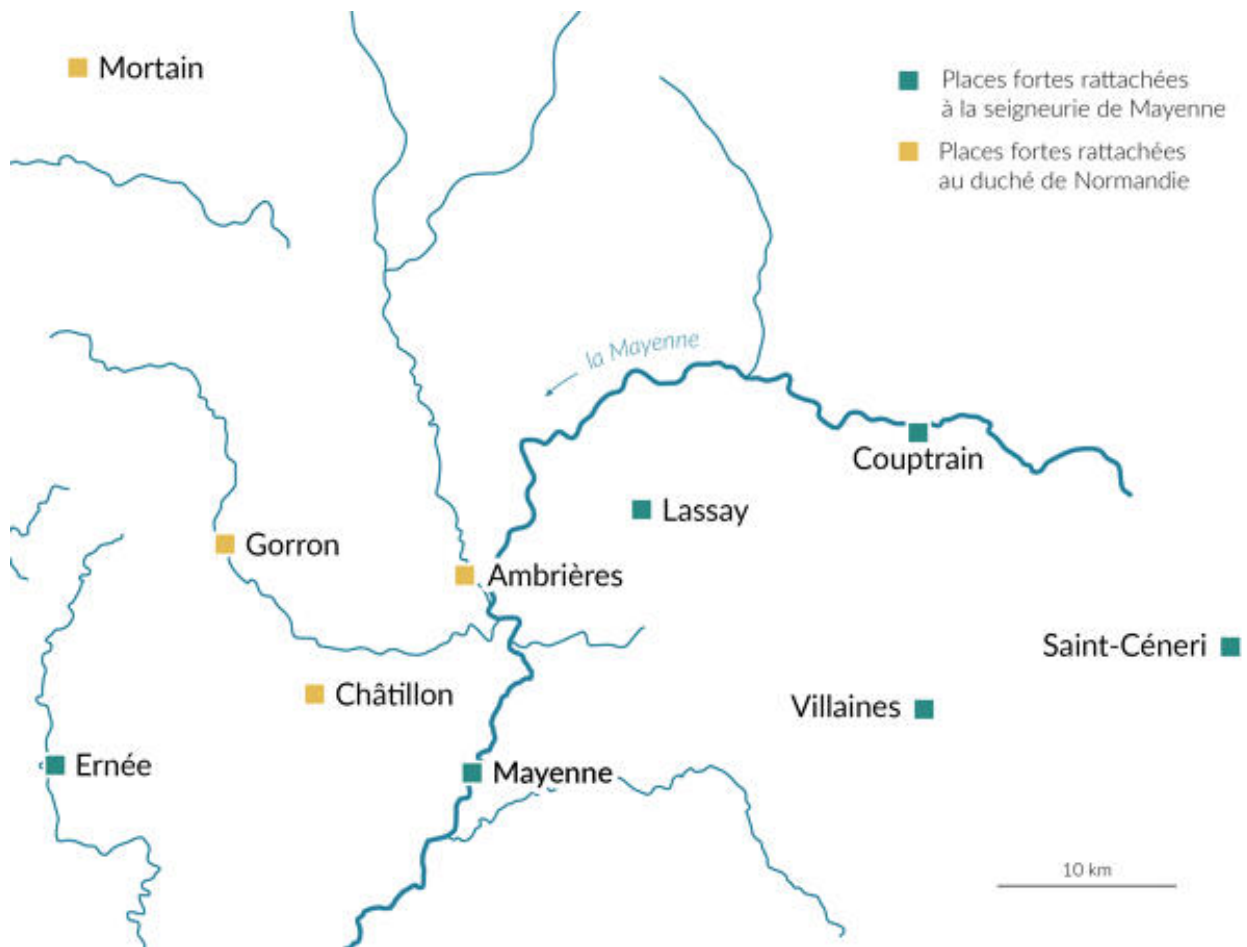 Mortain
Places fortes rattachées
à la seigneurie de Mayenne
Places fortes rattachées
au duché de Normandie
la Mayenne
Couptrain
Lassay
Gorron
Ambrières
Saint-Céneri
Châtillon
Villaines
Ernée
Mayenne
10 km